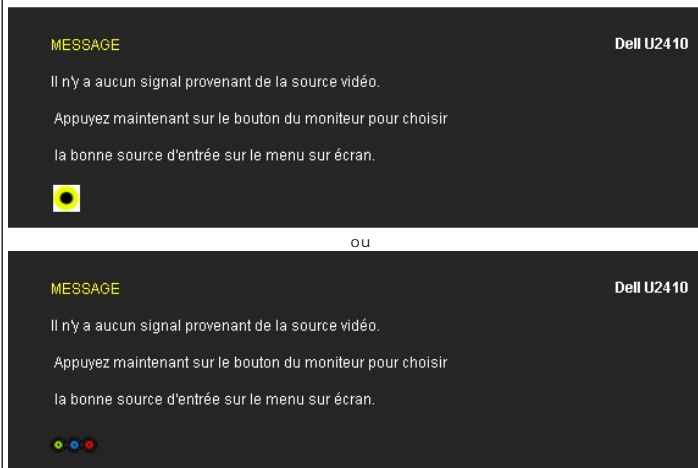 MESSAGE Dell U2410
Il n'y a aucun signal provenant de la source vidéo.
Appuyez maintenant sur le bouton du moniteur pour choisir
la bonne source d'entrée sur le menu sur écran.
ou
MESSAGE Dell U2410
Il n'y a aucun signal provenant de la source vidéo.
Appuyez maintenant sur le bouton du moniteur pour choisir
la bonne source d'entrée sur le menu sur écran.